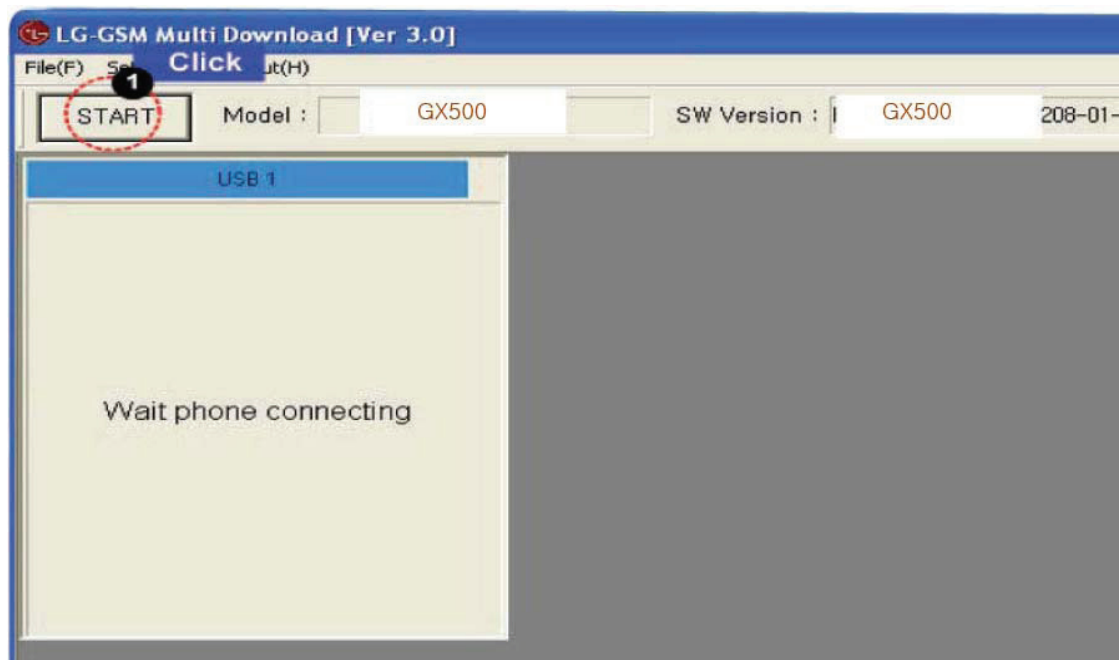 LG-GSM Multi Download [Ver 3.0]
File(F) Click ut(H)
1
START Model : GX500 SW Version : GX500 208-01-
USB 1
Wait phone connecting